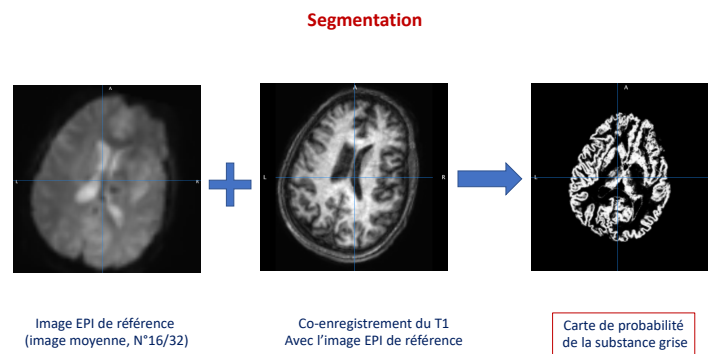 Segmentation
A
A
A
L
R
L
R
L
Image EPI de référence
(image moyenne, N°16/32)
Co-enregistrement du T1
Avec l'image EPI de référence
Carte de probabilité
de la substance grise